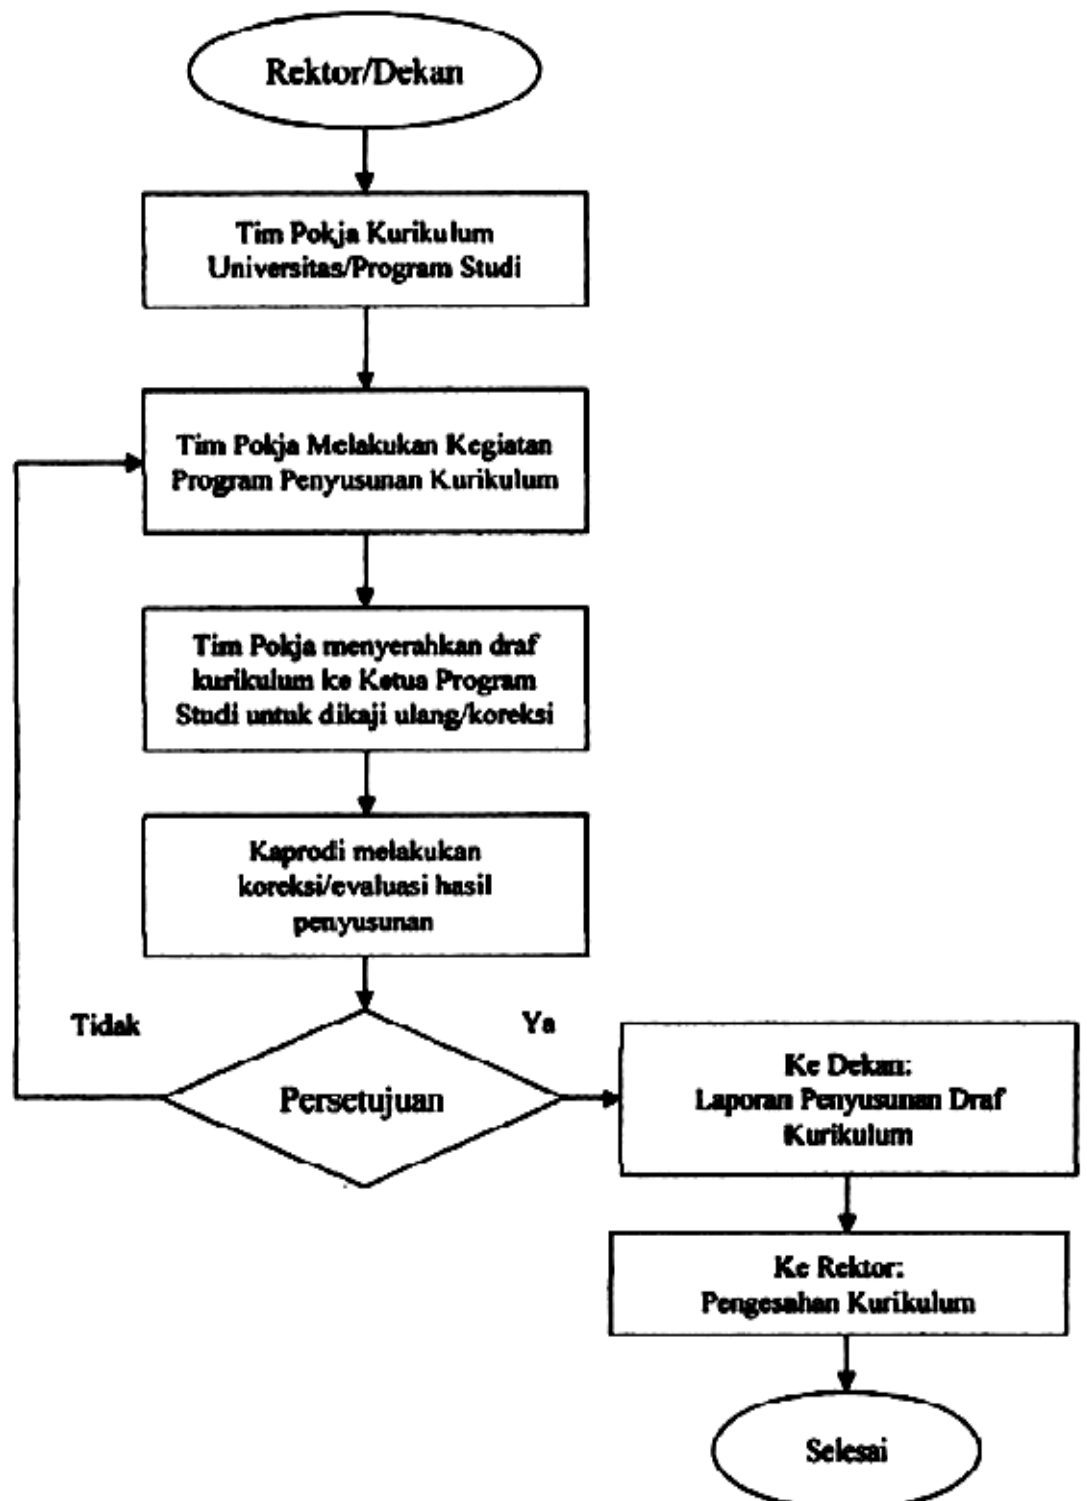 Rektor/Dekan
Tim Pokja Kurikulum
Universitas/Program Studi
Tim Pokja Melakukan Kegiatan
Program Penyusunan Kurikulum
Tim Pokja menyerahkan draf
kurikulum ke Ketua Program
Studi untuk dikaji ulang/koreksi
Kaprodi melakukan
koreksi/evaluasi hasil
penyusunan
Tidak
Ya
Persetujuan
Ke Dekan:
Laporan Penyusunan Draf
Kurikulum
Ke Rektor:
Pengesahan Kurikulum
Selesai